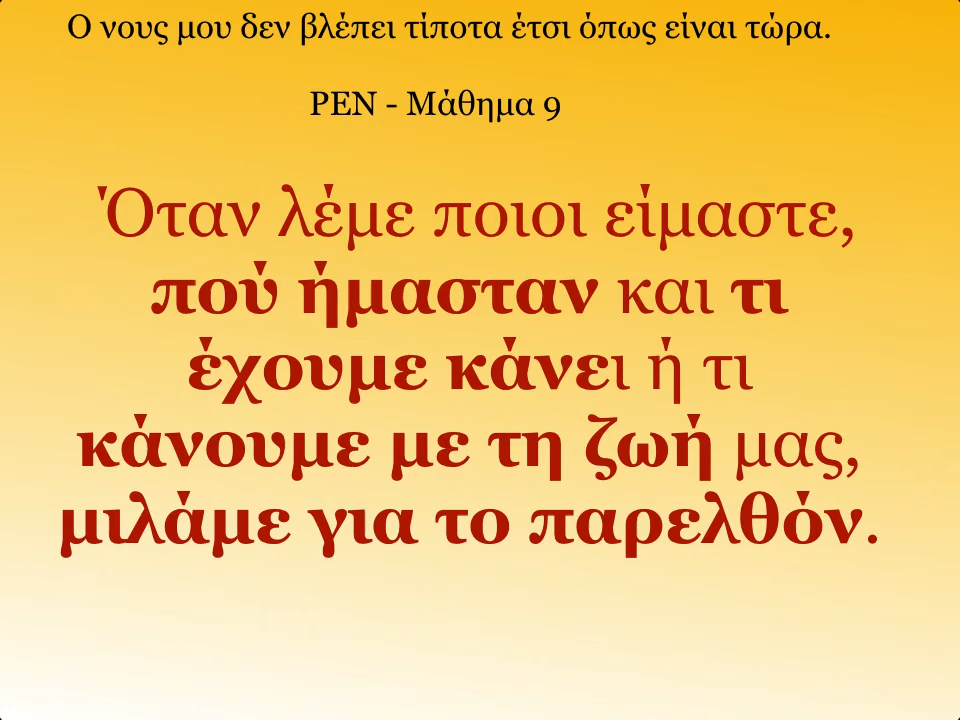 Ο νους μου δεν βλέπει τίποτα έτσι όπως είναι τώρα.
ΡΕΝ - Μάθημα 9
Όταν λέμε ποιοι είμαστε,
πού ήμασταν και τι
έχουμε κάνει ή τι
κάνουμε με τη ζωή μας,
μιλάμε για το παρελθόν.